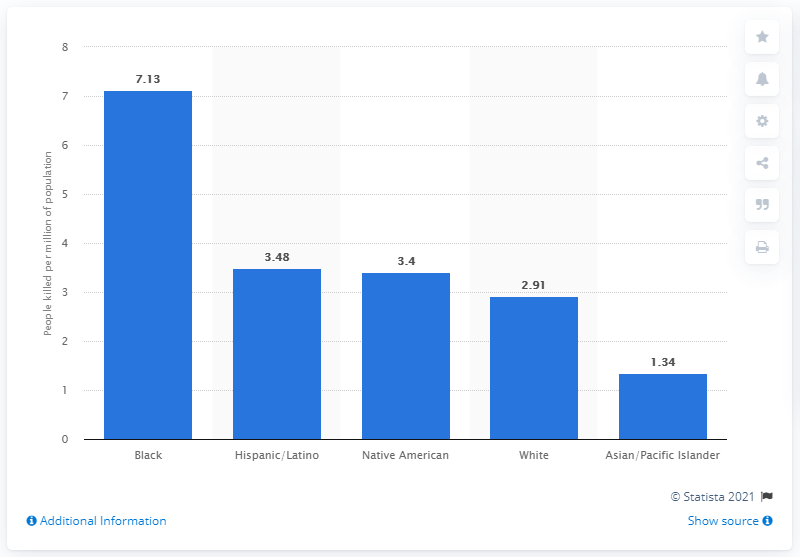 8
7
6
5
4
3
2
1
0
People killed per million of population
7.13
3.48
3.4
2.91
1.34
Black
Hispanic/Latino
Native American
White
Asian/Pacific Islander
© Statista 2021
Additional Information
Show source